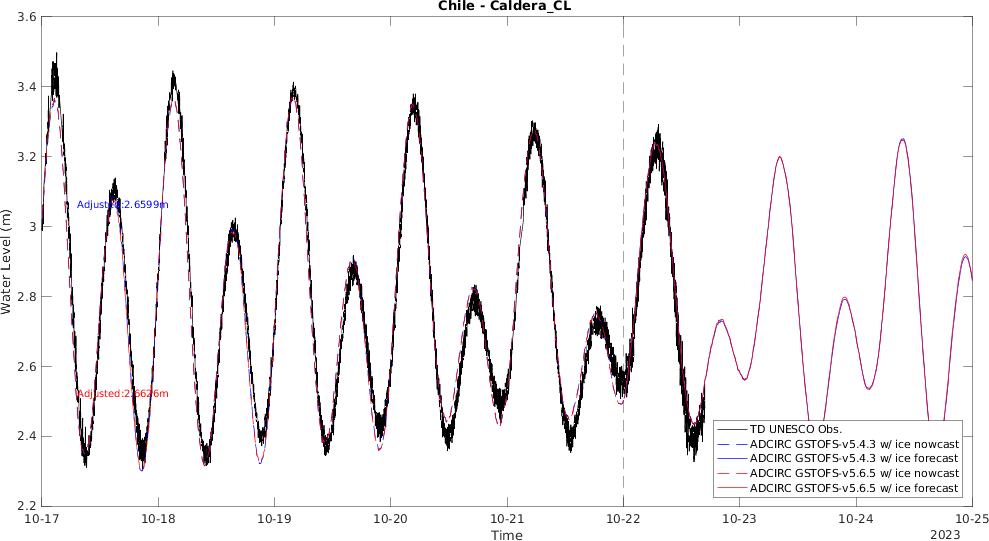 Chile - Caldera_CL
3.6
3.4
3.2
3
2.8
2.6
2.4
2.2
Water Level (m)
Adjusted:2.6599m
Adjusted:2.6626m
TD UNESCO Obs.
ADCIRC GSTOFS-v5.4.3 w/ ice nowcast
ADCIRC GSTOFS-v5.4.3 w/ ice forecast
ADCIRC GSTOFS-v5.6.5 w/ ice nowcast
ADCIRC GSTOFS-v5.6.5 w/ ice forecast
10-17 10-18 10-19 10-20 10-21 10-22 10-23 10-24 10-25
Time
2023